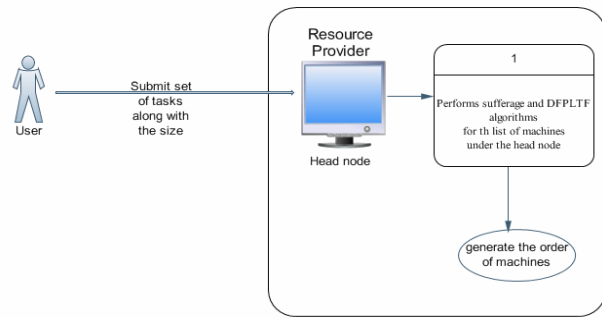 Resource
Provider
1
Submit set
of tasks
along with
the size
User
Performs sufferage and DFPLTF
algorithms
for th list of machines
under the head node
Head node
generate the order
of machines